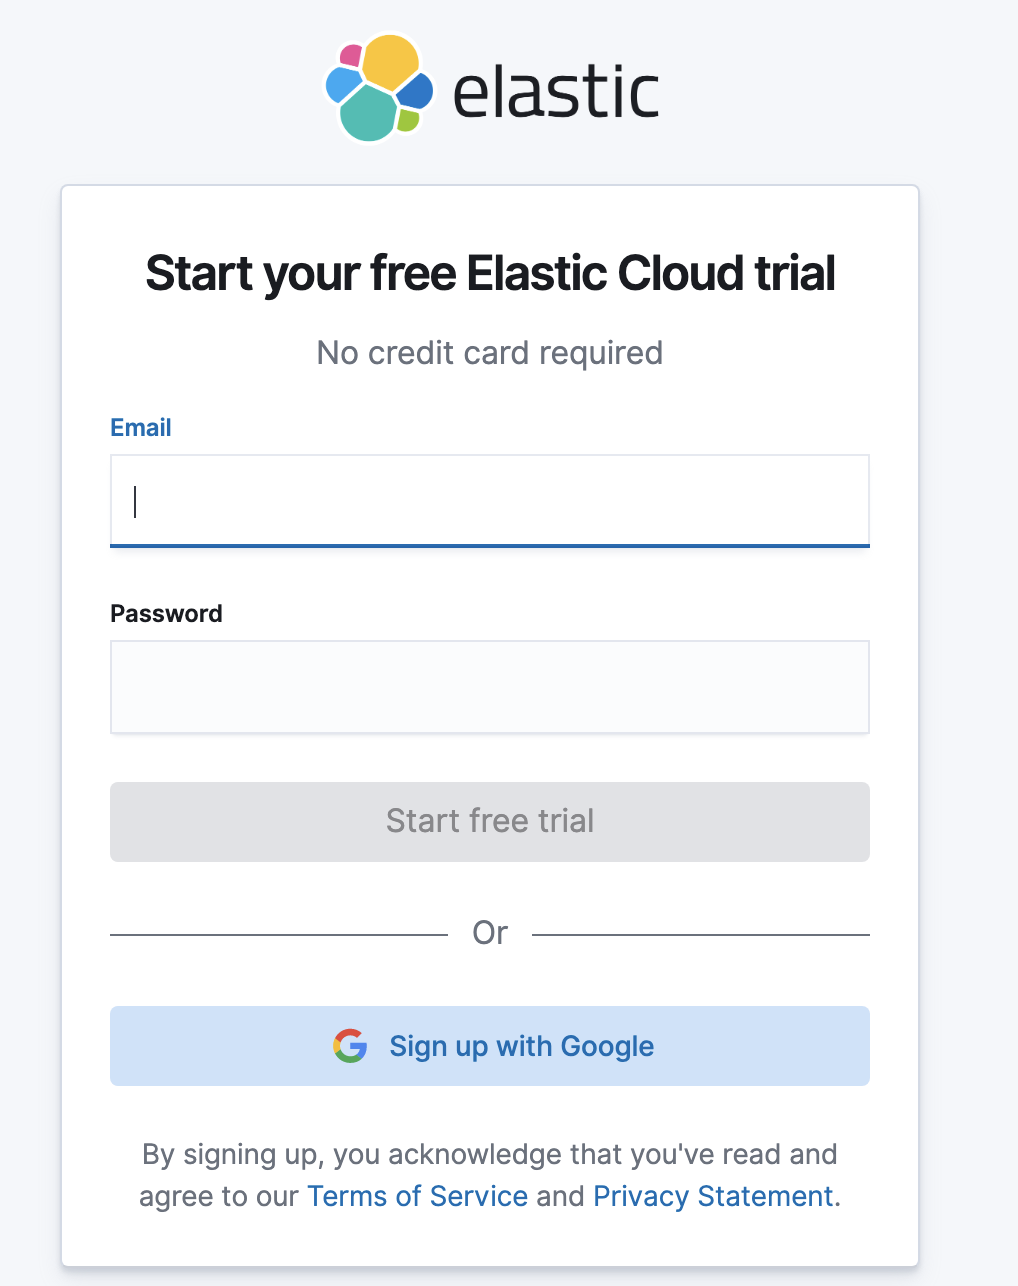 elastic
Start your free Elastic Cloud trial
No credit card required
Email
Password
Start free trial
Or
Sign up with Google
By signing up, you acknowledge that you've read and
agree to our Terms of Service and Privacy Statement.